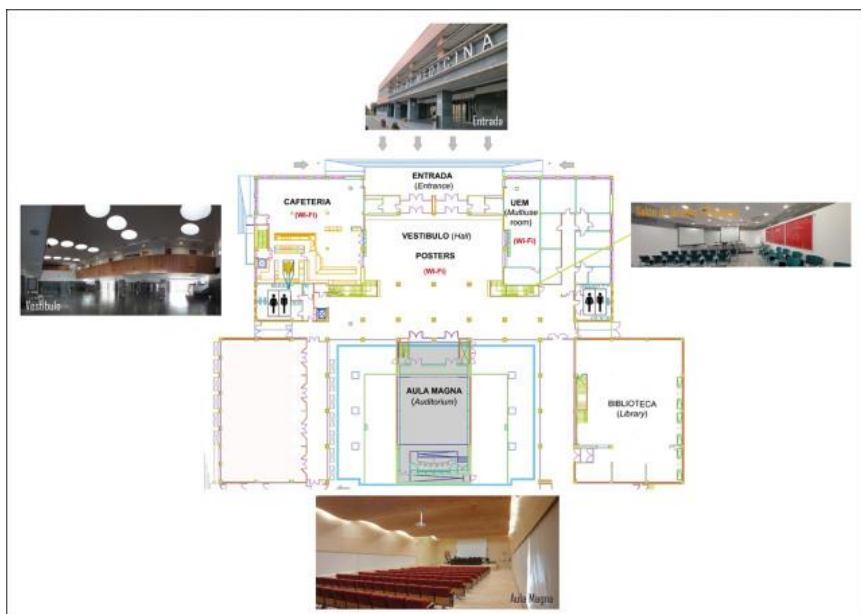 MEDICINA
Entrada
ENTRADA
(Entrance)
CAFETERIA
(Wi-Fi)
UEM
(Multiuse
room)
(Wi-Fi)
VESTIBULO (Hall)
POSTERS
(Wi-Fi)
Vestibulo
AULA MAGNA
(Auditorium)
BIBLIOTECA
(Library)
Aula Magna